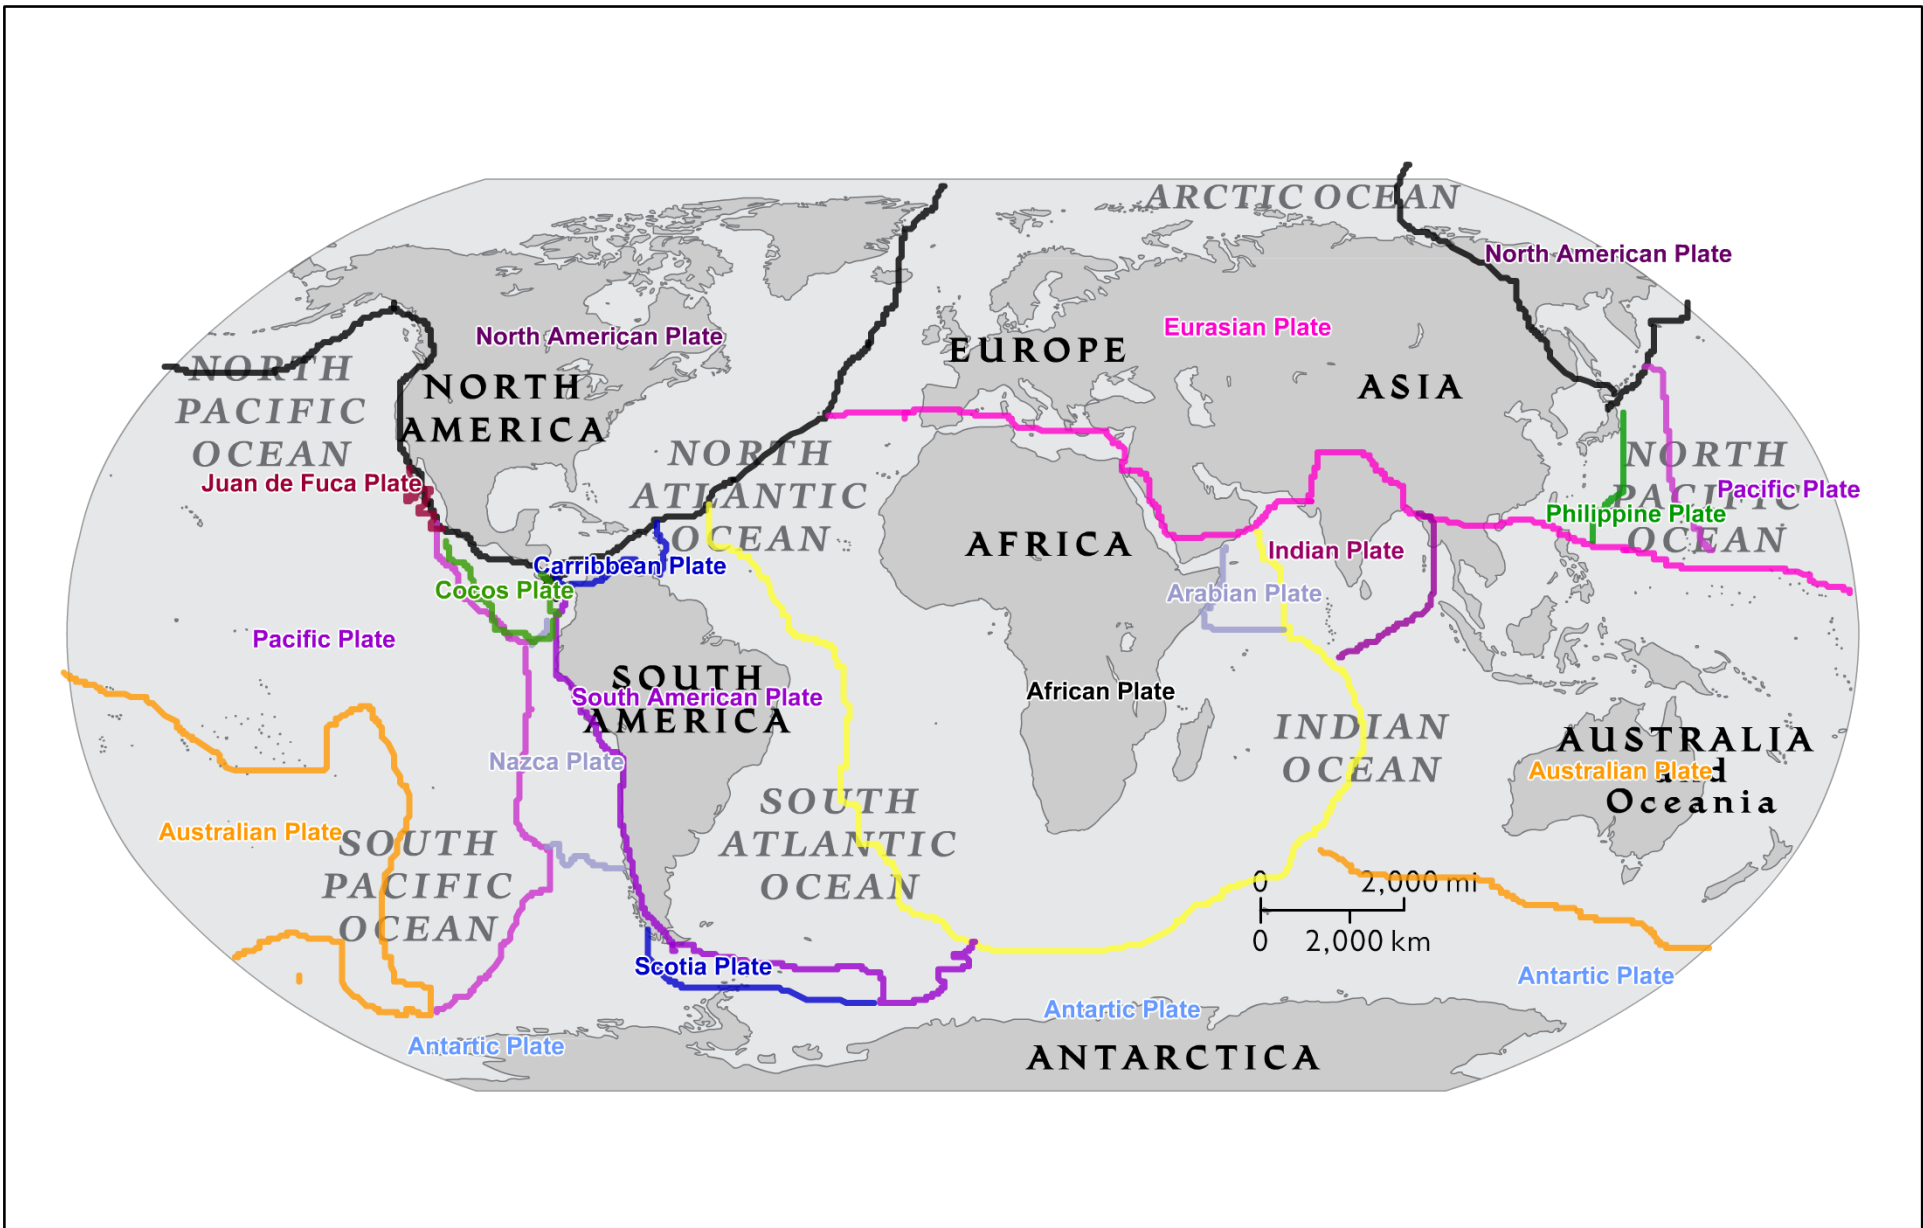 ARCTIC OCEAN
North American Plate
Eurasian Plate
North American Plate
EUROPE
NORTH
PACIFIC
OCEAN
NORTH
AMERICA
ASIA
NORTH
ATLANTIC
OCEAN
NORTH
PACIFIC
OCEAN
Juan de Fuca Plate
Pacific Plate
Philippine Plate
AFRICA
Indian Plate
Carribbean Plate
Cocos Plate
Arabian Plate
Pacific Plate
SOUTH
AMERICA
South American Plate
African Plate
INDIAN
OCEAN
AUSTRALIA
and
Oceania
Australian Plate
Nazca Plate
SOUTH
ATLANTIC
OCEAN
Australian Plate
SOUTH
PACIFIC
OCEAN
0 2,000 mi
0 2,000 km
Scotia Plate
Antartic Plate
Antartic Plate
Antartic Plate
ANTARCTICA